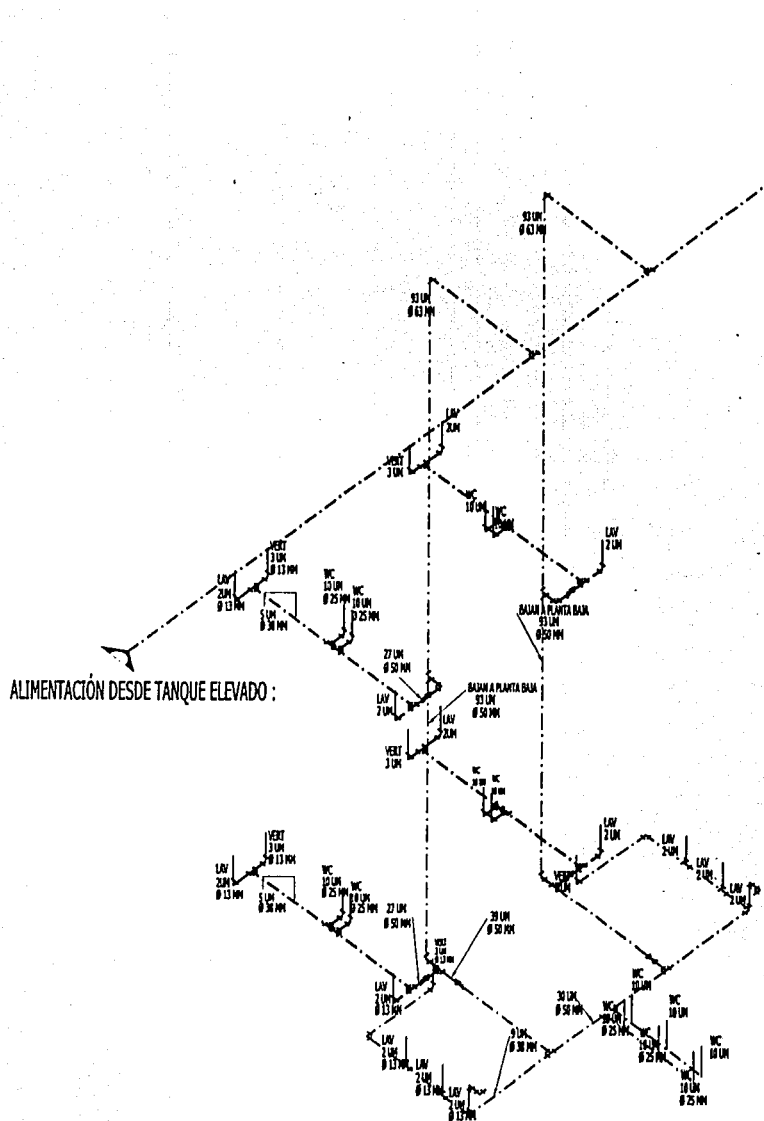 93 UM
Ø 63 MM
93 UM
Ø 63 MM
LAV
2UM
VERT
3 UM
WC
10 UM
WC
LAV
2 UM
VERT
3 UM
Ø 13 MM
LAV
2UM
Ø 13 MM
5 UM
Ø 38 MM
WC
Ø 25 MM
WC
10 UM
Ø 25 MM
BAJAN A PLANTA BAJA
93 UM
Ø 50 MM
27 UM
Ø 50 MM
ALIMENTACIÓN DESDE TANQUE ELEVADO :
LAV
2 UM
BAJAN A PLANTA BAJA
93 UM
Ø 50 MM
LAV
2UM
VERT
3 UM
WC
WC
LAV
2 UM
VERT
LAV
2 UM
LAV
2 UM
LAV
2 UM
VERT
3 UM
Ø 13 MM
LAV
2UM
Ø 13 MM
5 UM
Ø 38 MM
WC
10 UM
Ø 25 MM
WC
10 UM
Ø 25 MM
27 UM
Ø 50 MM
39 UM
Ø 50 MM
VERT
3 UM
Ø 13 MM
LAV
2 UM
Ø 13 MM
30 UM
Ø 50 MM
WC
10 UM
WC
10 UM
Ø 25 MM
WC
10 UM
WC
10 UM
Ø 25 MM
WC
10 UM
WC
10 UM
Ø 25 MM
9 UM
Ø 38 MM
LAV
2 UM
Ø 13 MM
LAV
2 UM
Ø 13 MM
LAV
2 UM
Ø 13 MM